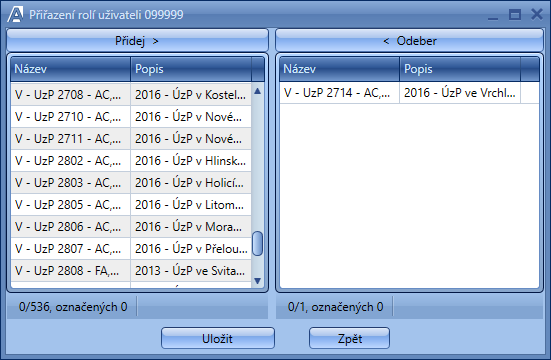 Přiřazení rolí uživateli 099999
Přidej >
< Odeber
Název Popis
V - UzP 2708 - AC,... 2016 - ÚzP v Kostel...
V - UzP 2710 - AC,... 2016 - ÚzP v Nové...
V - UzP 2711 - AC,... 2016 - ÚzP v Nové...
V - UzP 2802 - AC,... 2016 - ÚzP v Hlinsk...
V - UzP 2803 - AC,... 2016 - ÚzP v Holicí...
V - UzP 2805 - AC,... 2016 - ÚzP v Litom...
V - UzP 2806 - AC,... 2016 - ÚzP v Mora...
V - UzP 2807 - AC,... 2016 - ÚzP v Přelou...
V - UzP 2808 - FA,... 2013 - ÚzP ve Svita...
0/536, označených 0
Název Popis
V - UzP 2714 - AC,... 2016 - ÚzP ve Vrchl...
0/1, označených 0
Uložit
Zpět